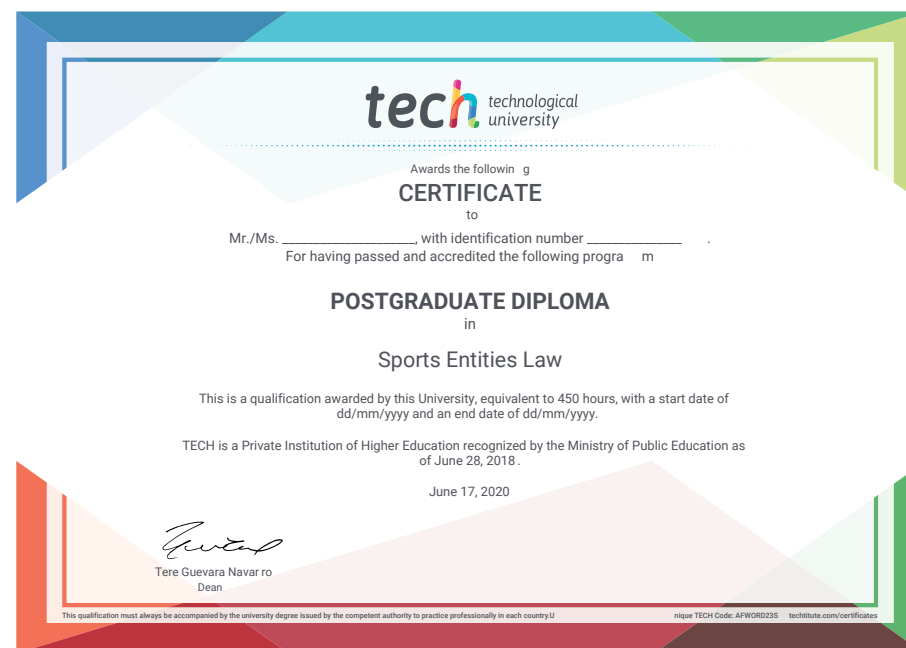 tech technological
university
Awards the followin g
CERTIFICATE
to
Mr./Ms. _____________________, with identification number _______________ .
For having passed and accredited the following progra m
POSTGRADUATE DIPLOMA
in
Sports Entities Law
This is a qualification awarded by this University, equivalent to 450 hours, with a start date of
dd/mm/yyyy and an end date of dd/mm/yyyy.
TECH is a Private Institution of Higher Education recognized by the Ministry of Public Education as
of June 28, 2018 .
June 17, 2020
Tere Guevara Navar ro
Dean
This qualification must always be accompanied by the university degree issued by the competent authority to practice professionally in each country.U nique TECH Code: AFWORD23S techtitute.com/certificates